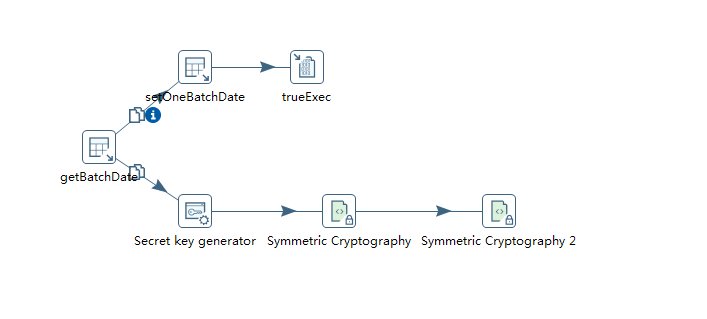 setOneBatchDate
trueExec
getBatchDate
Secret key generator
Symmetric Cryptography
Symmetric Cryptography 2